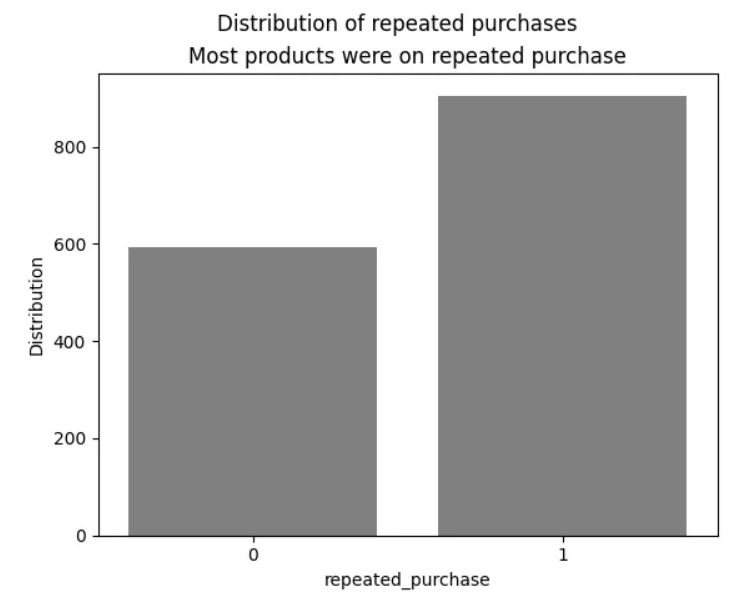 Distribution of repeated purchases
Most products were on repeated purchase
Distribution
800
600
400
200
0
0 1
repeated_purchase